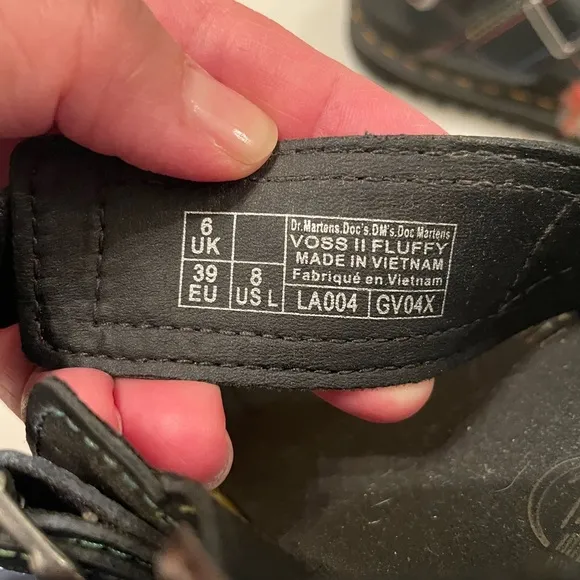 6
UK
39
EU
8
US L
Dr.Martens.Doc's.DM's.Doc Martens
VOSS II FLUFFY
MADE IN VIETNAM
Fabriqué en Vietnam
LA004 GV04X